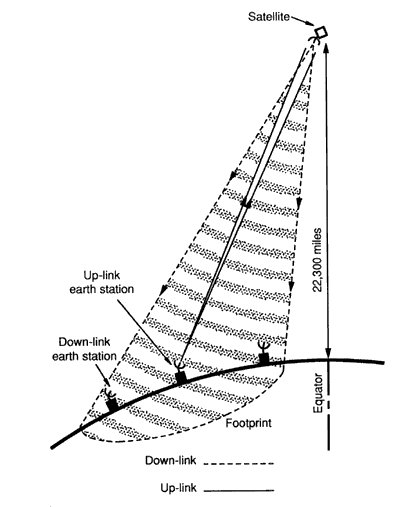 Satellite
22,300 miles
Up-link
earth station
Down-link
earth station
Equator
Footprint
Down-link
Up-link